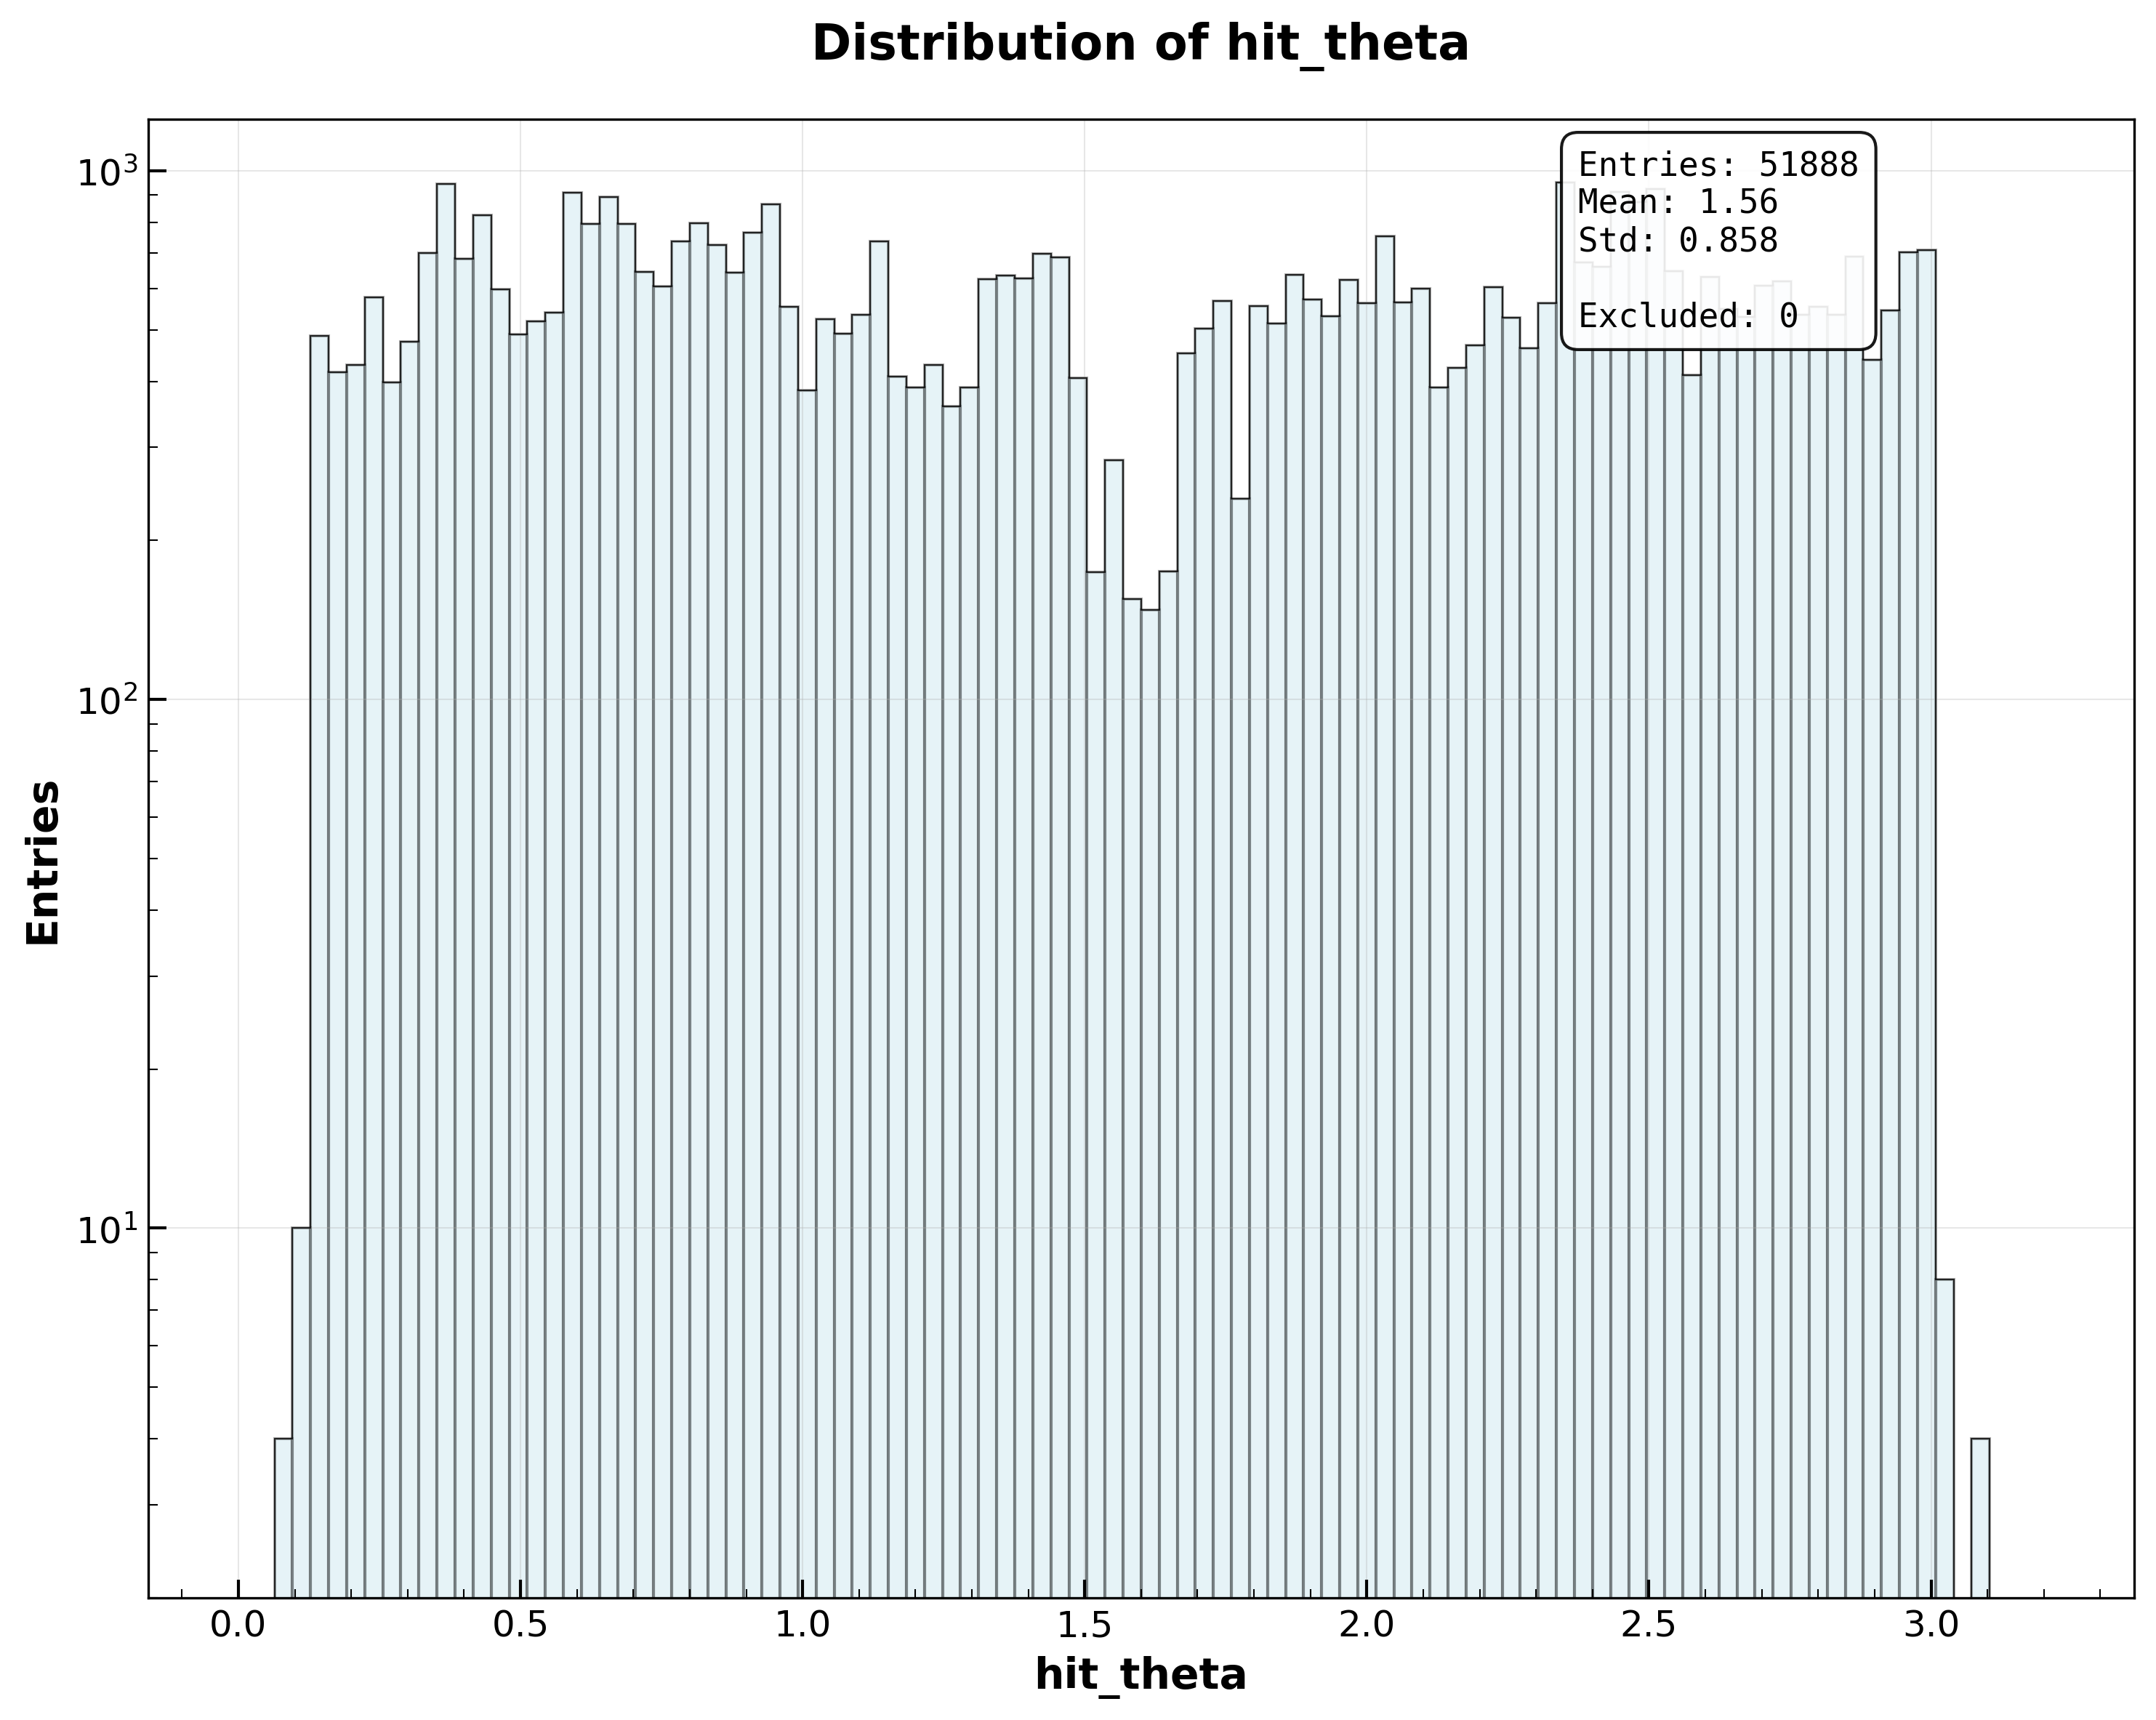 Distribution of hit_theta
Entries: 51888
Mean: 1.56
Std: 0.858
Excluded: 0
10³
10²
10¹
Entries
0.0 0.5 1.0 1.5 2.0 2.5 3.0
hit_theta